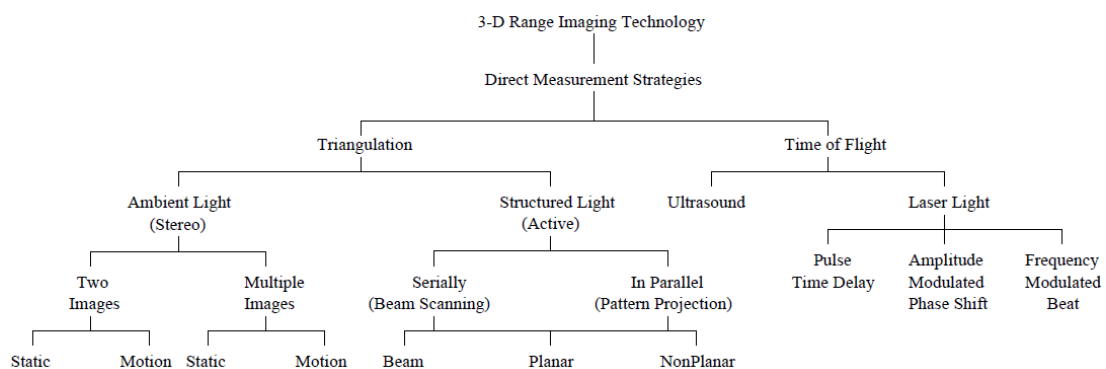 3-D Range Imaging Technology
Direct Measurement Strategies
Triangulation
Time of Flight
Ambient Light
(Stereo)
Structured Light
(Active)
Ultrasound
Laser Light
Two
Images
Multiple
Images
Serially
(Beam Scanning)
In Parallel
(Pattern Projection)
Pulse
Time Delay
Amplitude
Modulated
Phase Shift
Frequency
Modulated
Beat
Static
Motion
Static
Motion
Beam
Planar
NonPlanar